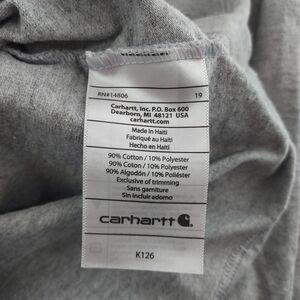 RN#14806 19
Carhartt, Inc. P.O. Box 600
Dearborn, MI 48121 USA
carhartt.com
Made in Haiti
Fabriqué au Haïti
Hecho en Haití
90% Cotton / 10% Polyester
90% Coton / 10% Polyester
90% Algodón / 10% Poliéster
Exclusive of trimming
Sans garniture
Sin incluir adorno
carhartt
K126